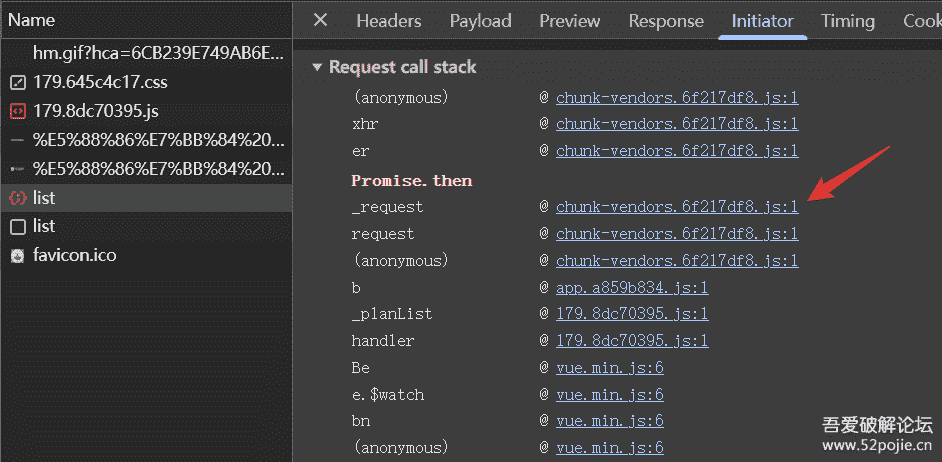 Name
hm.gif?hca=6CB239E749AB6E...
179.645c4c17.css
179.8dc70395.js
%E5%88%86%E7%BB%84%20...
%E5%88%86%E7%BB%84%20...
list
list
favicon.ico
Headers Payload Preview Response Initiator Timing Cook
Request call stack
(anonymous) @ chunk-vendors.6f217df8.js:1
xhr @ chunk-vendors.6f217df8.js:1
er @ chunk-vendors.6f217df8.js:1
Promise.then
_request @ chunk-vendors.6f217df8.js:1
request @ chunk-vendors.6f217df8.js:1
(anonymous) @ chunk-vendors.6f217df8.js:1
b @ app.a859b834.js:1
_planList @ 179.8dc70395.js:1
handler @ 179.8dc70395.js:1
Be @ vue.min.js:6
e.$watch @ vue.min.js:6
bn @ vue.min.js:6
(anonymous) @ vue.min.js:6
吾爱破解论坛
www.52pojie.cn